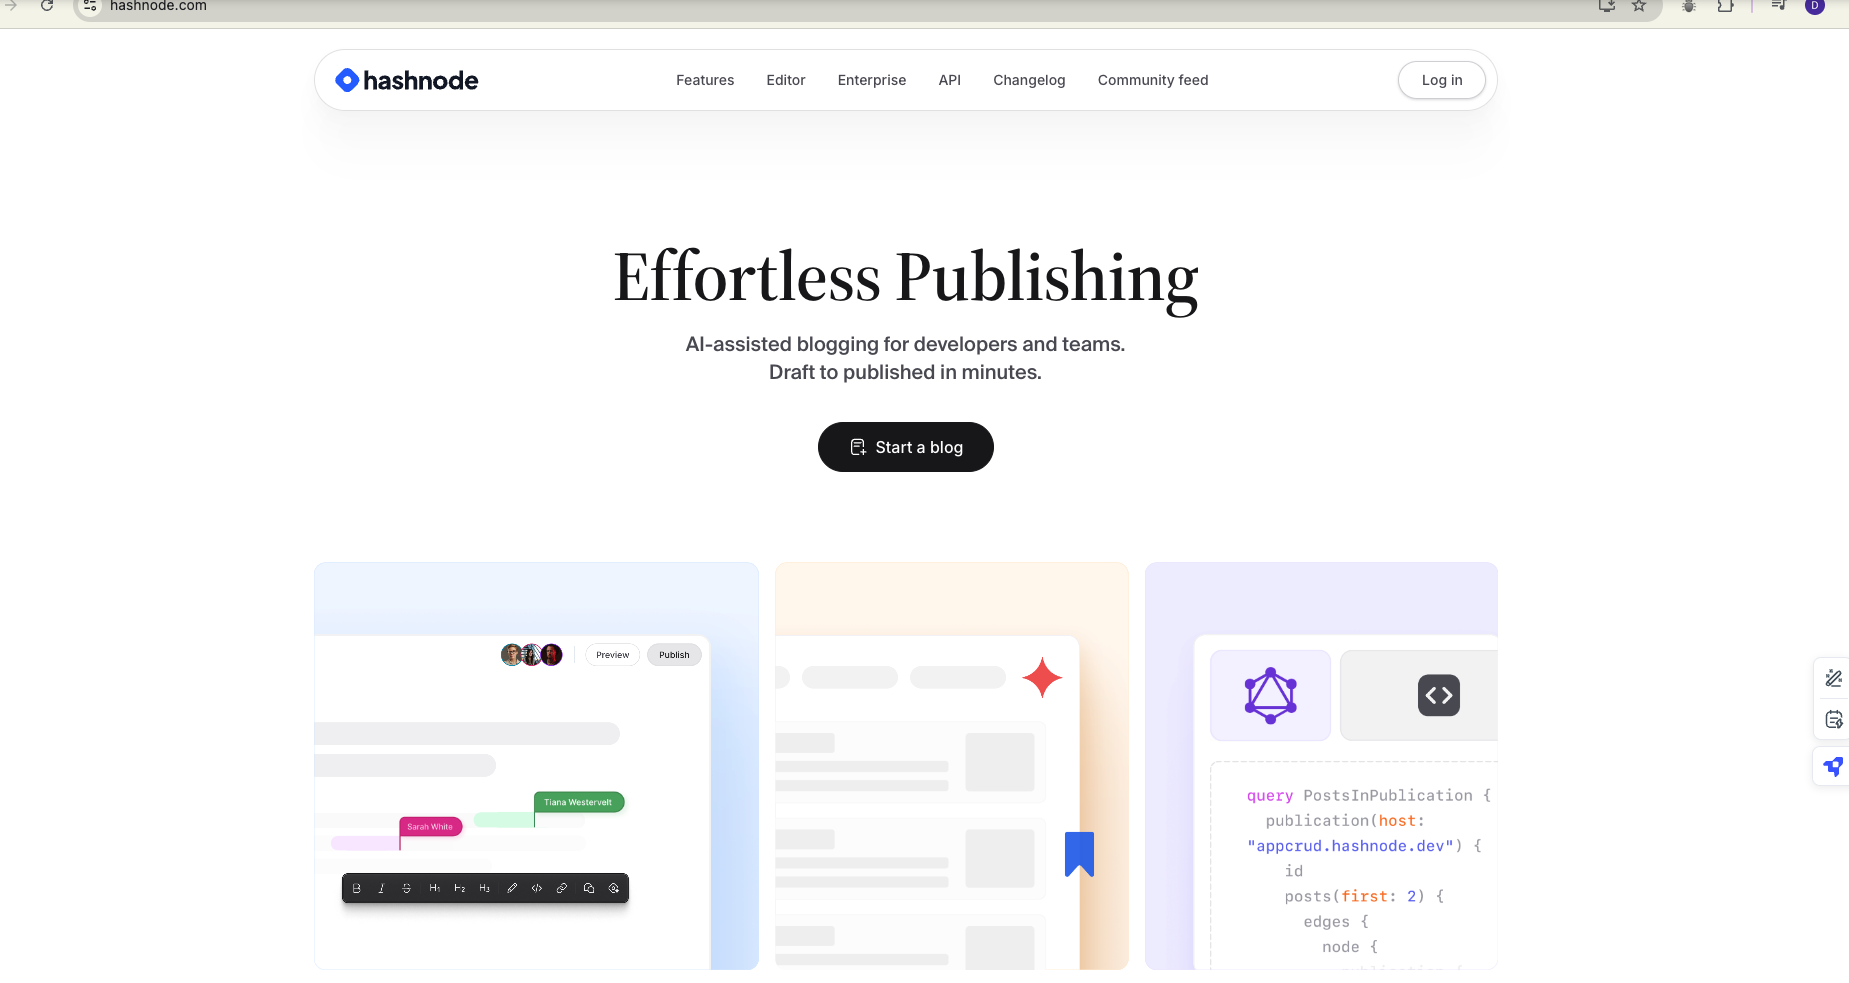 hashnode.com
D
hashnode
Features
Editor
Enterprise
API
Changelog
Community feed
Log in
Effortless Publishing
AI-assisted blogging for developers and teams.
Draft to published in minutes.
Start a blog
Preview
Publish
Tiana Westervelt
Sarah White
B I S H1 H2 H3
query PostsInPublication {
publication(host:
"appcrud.hashnode.dev") {
id
posts(first: 2) {
edges {
node {